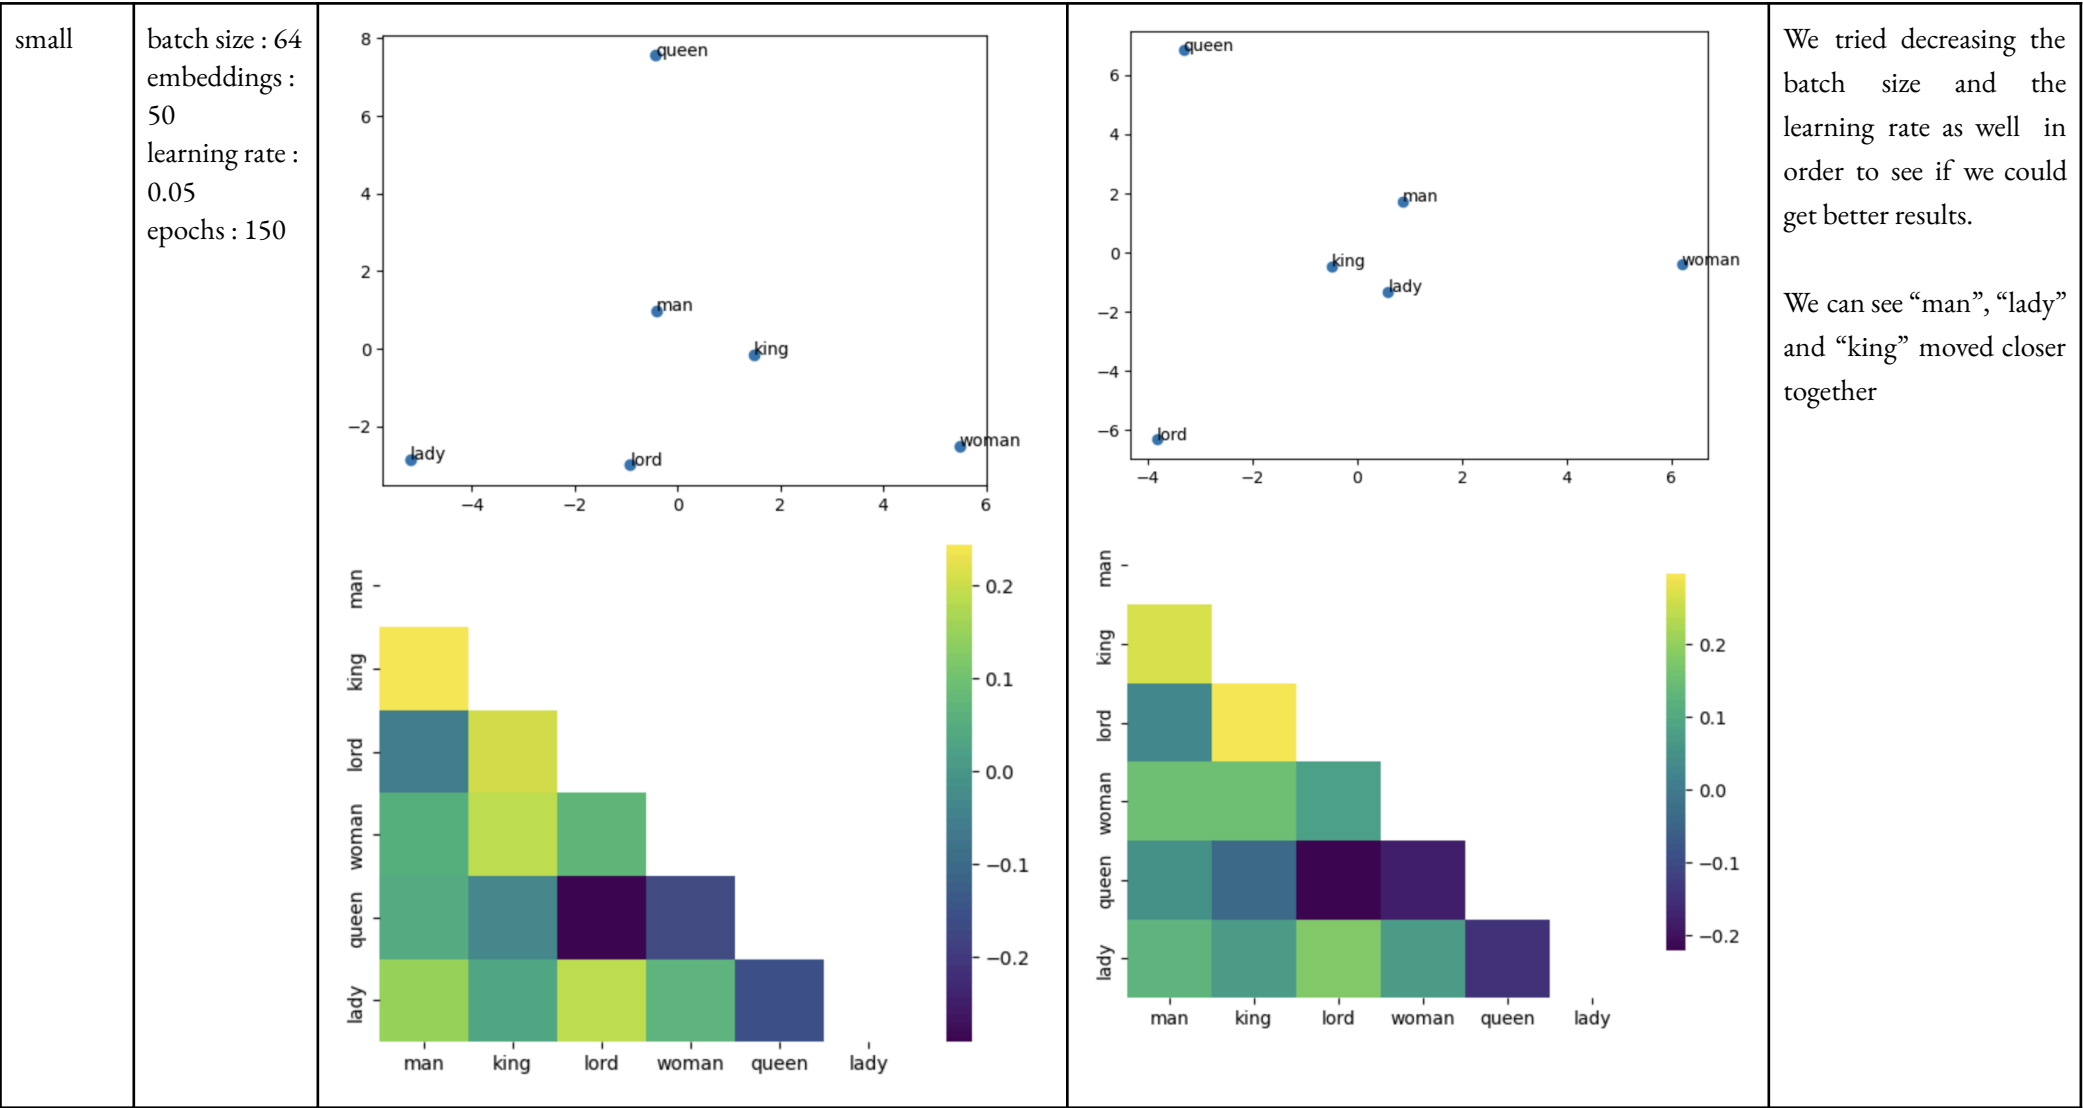 small
batch size : 64
embeddings :
50
learning rate :
0.05
epochs : 150
8
6
4
2
0
−2
−4
−2
0
2
4
6
queen
man
king
lady
lord
woman
man
king
lord
woman
queen
lady
man
king
lord
woman
queen
lady
0.2
0.1
0.0
−0.1
−0.2
6
4
2
0
−2
−4
−6
−4
−2
0
2
4
6
queen
man
king
lady
woman
lord
man
king
lord
woman
queen
lady
man
king
lord
woman
queen
lady
0.2
0.1
0.0
−0.1
−0.2
We tried decreasing the
batch size and the
learning rate as well in
order to see if we could
get better results.
We can see “man”, “lady”
and “king” moved closer
together